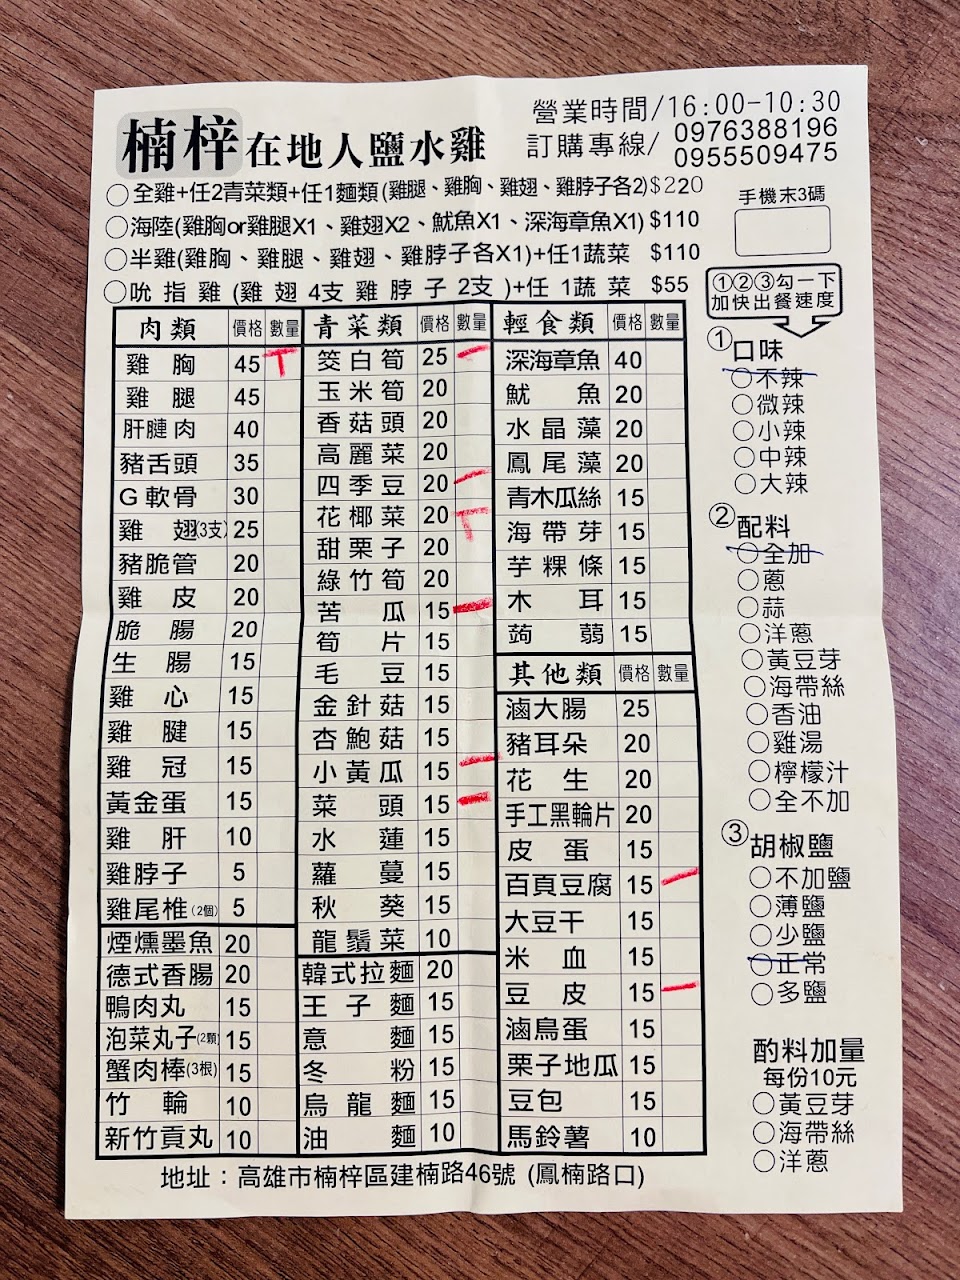 楠梓在地人鹽水雞
營業時間/16:00-10:30
訂購專線/ 0976388196
0955509475
○全雞+任2青菜類+任1麵類(雞腿、雞胸、雞翅、雞脖子各2)$220
○海陸(雞胸or雞腿X1、雞翅X2、魷魚X1、深海章魚X1) $110
○半雞(雞胸、雞腿、雞翅、雞脖子各X1)+任1蔬菜 $110
○吮指雞(雞翅4支雞脖子2支)+任1蔬菜 $55
手機末3碼
①②③勾一下
加快出餐速度
肉類 價格 數量
雞胸 45
雞腿 45
肝臁肉 40
豬舌頭 35
G軟骨 30
雞翅(3支) 25
豬脆管 20
雞皮 20
脆腸 20
生腸 15
雞心 15
雞腱 15
雞冠 15
黃金蛋 15
雞肝 10
雞脖子 5
雞尾椎(2個) 5
煙燻墨魚 20
德式香腸 20
鴨肉丸 15
泡菜丸子(2顆) 15
蟹肉棒(3根) 15
竹輪 10
新竹貢丸 10
青菜類 價格 數量
筊白筍 25
玉米筍 20
香菇頭 20
高麗菜 20
四季豆 20
花椰菜 20
甜栗子 20
綠竹筍 20
苦瓜 15
筍片 15
毛豆 15
金針菇 15
杏鮑菇 15
小黃瓜 15
菜頭 15
水蓮 15
蘿蔓 15
秋葵 15
龍鬚菜 10
韓式拉麵 20
王子麵 15
意麵 15
冬粉 15
烏龍麵 15
油麵 10
輕食類 價格 數量
深海章魚 40
魷魚 20
水晶藻 20
鳳尾藻 20
青木瓜絲 15
海帶芽 15
芋粿條 15
木耳 15
蒟蒻 15
其他類 價格 數量
滷大腸 25
豬耳朵 20
花生 20
手工黑輪片 20
皮蛋 15
百頁豆腐 15
大豆干 15
米血 15
豆皮 15
滷鳥蛋 15
栗子地瓜 15
豆包 15
馬鈴薯 10
①口味
○不辣
○微辣
○小辣
○中辣
○大辣
②配料
○全加
○蔥
○蒜
○洋蔥
○黃豆芽
○海帶絲
○香油
○雞湯
○檸檬汁
○全不加
③胡椒鹽
○不加鹽
○薄鹽
○少鹽
○正常
○多鹽
酌料加量
每份10元
○黃豆芽
○海帶絲
○洋蔥
地址：高雄市楠梓區建楠路46號 (鳳楠路口)